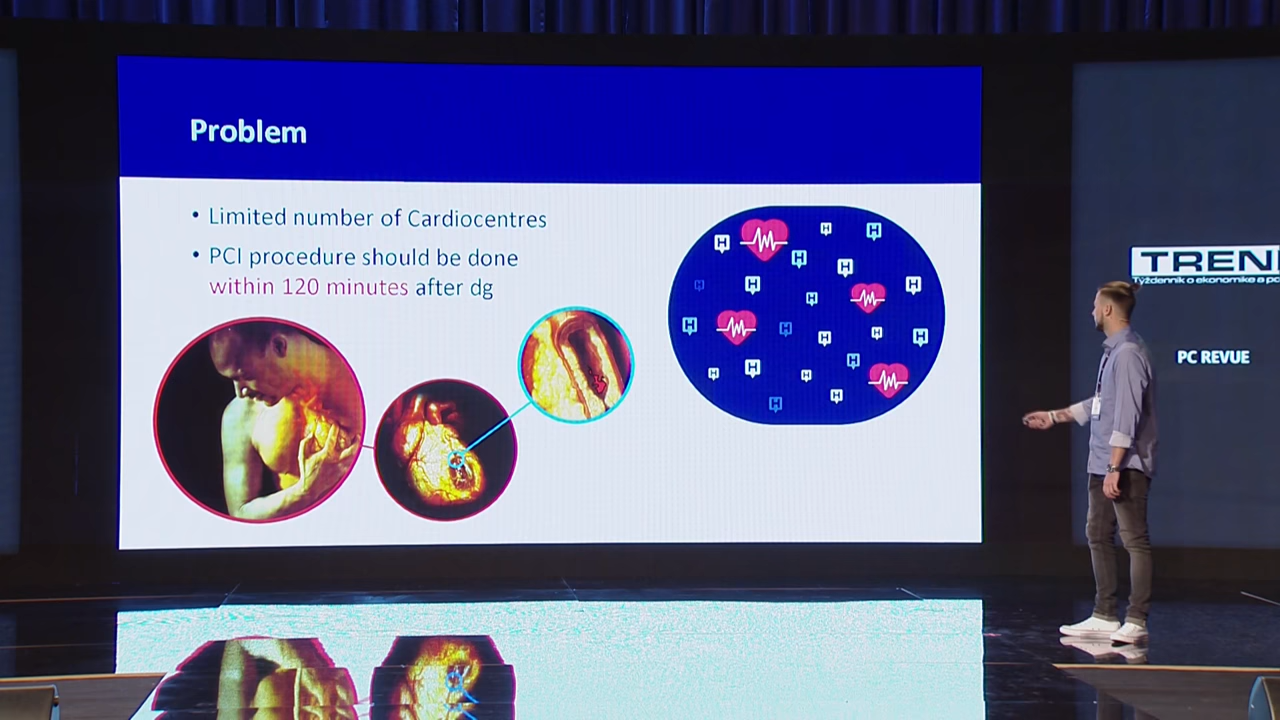 Problem
• Limited number of Cardiocentres
• PCI procedure should be done
within 120 minutes after dg
TREN
Týždenník o ekonomike a po
PC REVUE